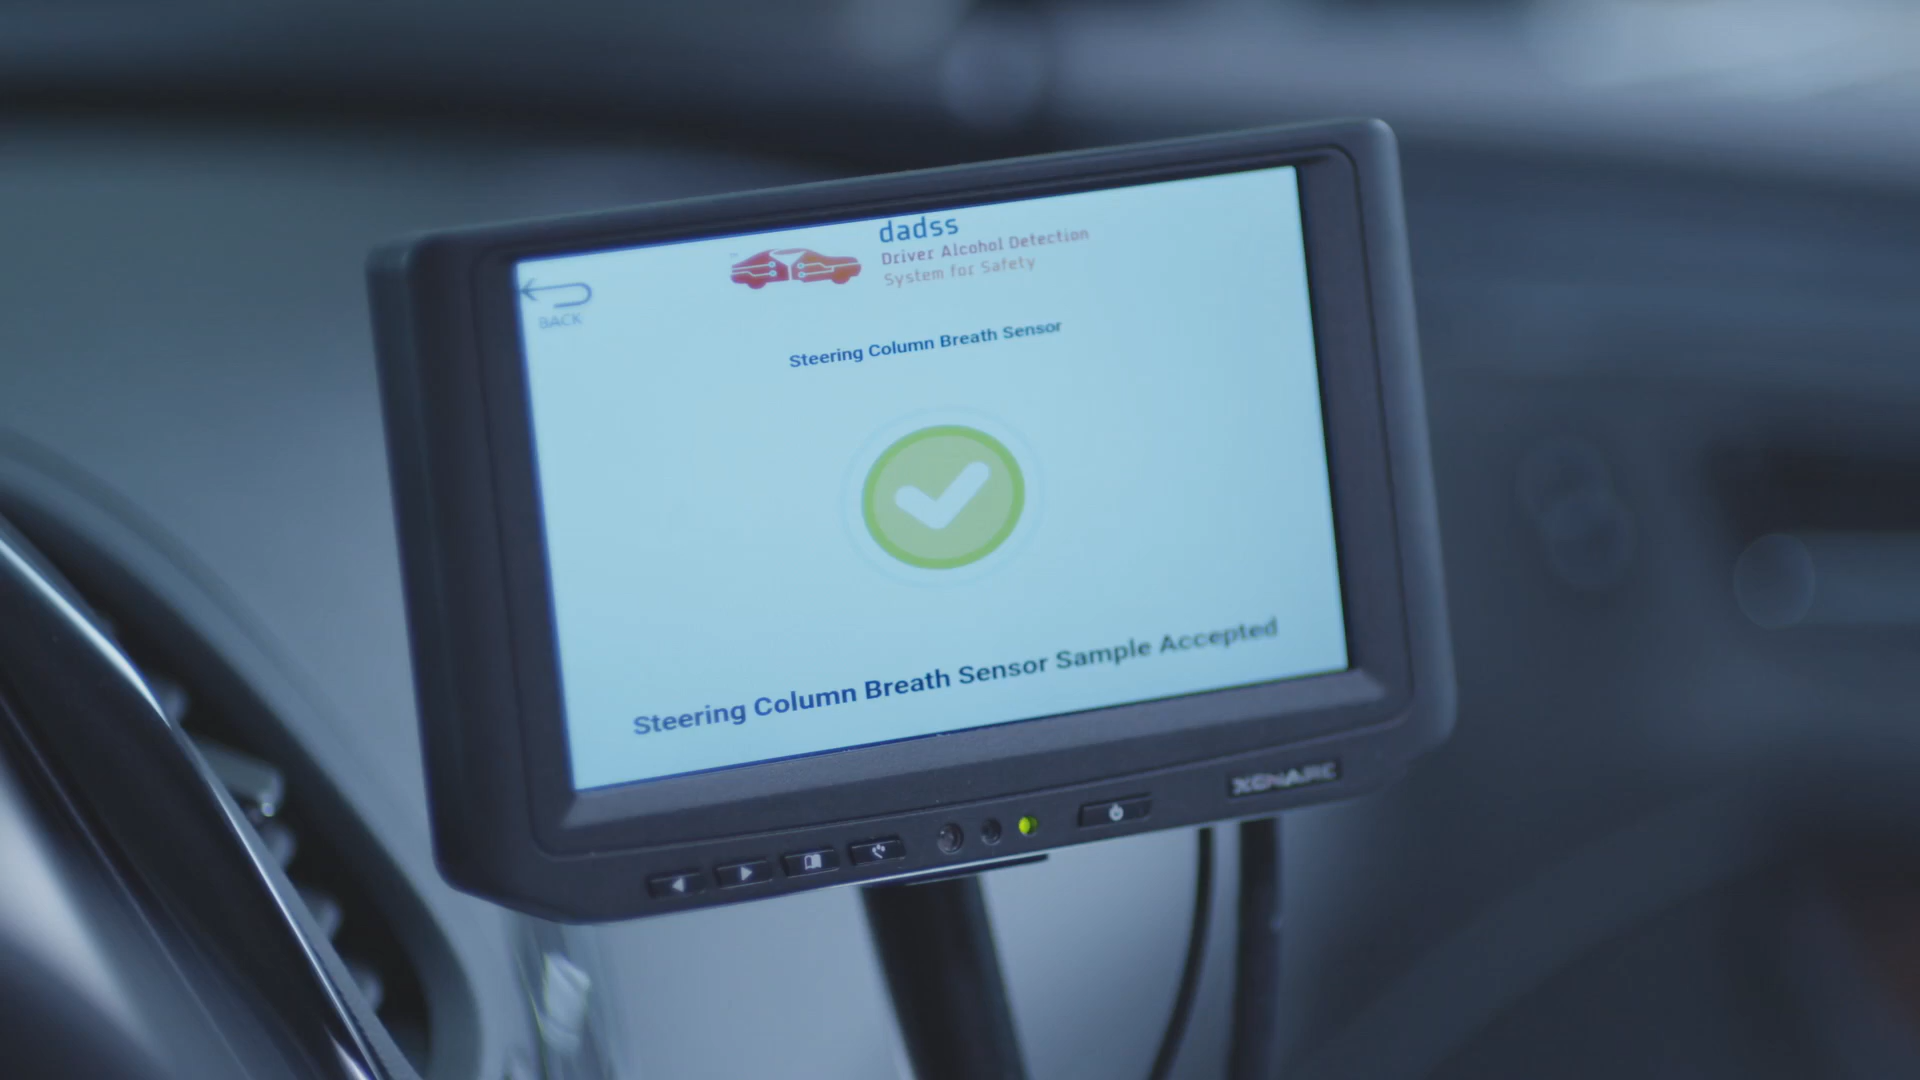 dadss
Driver Alcohol Detection
System for Safety
BACK
Steering Column Breath Sensor
Steering Column Breath Sensor Sample Accepted
XENARC